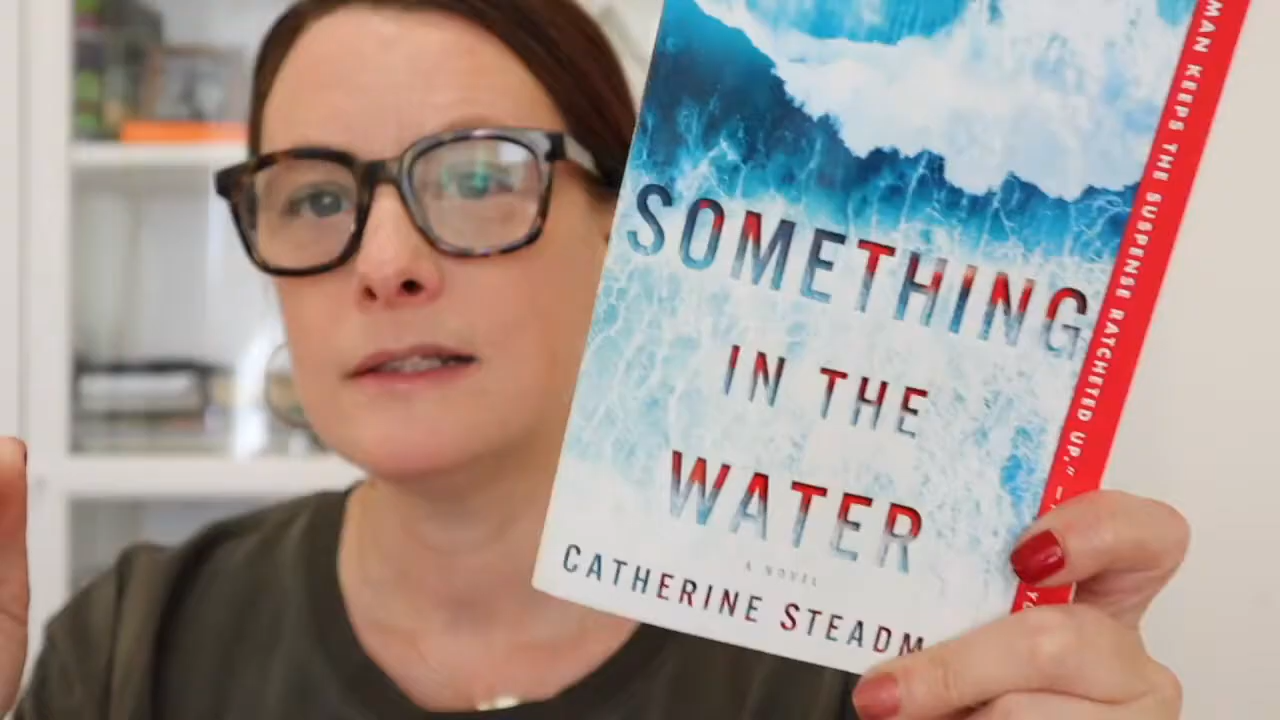 SOMETHING
IN THE
WATER
A NOVEL
CATHERINE STEADM
MAN KEEPS THE SUSPENSE RATCHETED UP." —